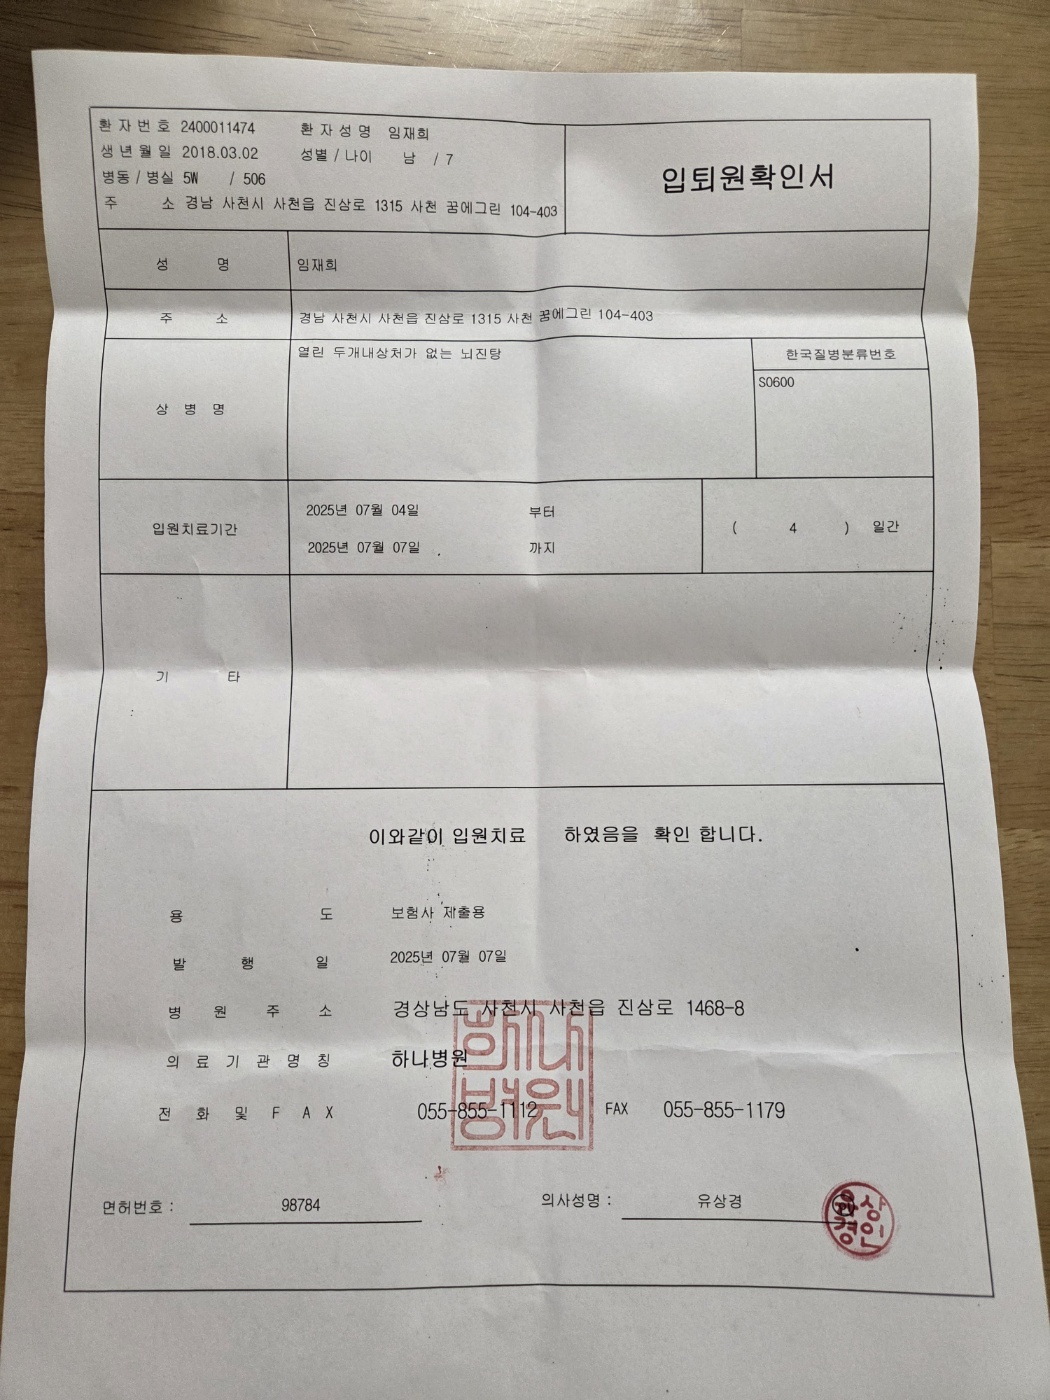 환자번호 2400011474 환자성명 임재희
생년월일 2018.03.02 성별 / 나이 남 / 7
병동 / 병실 5W / 506
주 소 경남 사천시 사천읍 진삼로 1315 사천 꿈에그린 104-403
입퇴원확인서
성 명 임재희
주 소 경남 사천시 사천읍 진삼로 1315 사천 꿈에그린 104-403
상 병 명 열린 두개내상처가 없는 뇌진탕
한국질병분류번호
S0600
입원치료기간
2025년 07월 04일 부터
2025년 07월 07일 까지
( 4 ) 일간
기 타
이와같이 입원치료 하였음을 확인 합니다.
용 도 보험사 제출용
발 행 일 2025년 07월 07일
병 원 주 소 경상남도 사천시 사천읍 진삼로 1468-8
의 료 기 관 명 칭 하나병원
전 화 및 F A X 055-855-1112 FAX 055-855-1179
하나병원
면허번호 : 98784 의사성명 : 유상경
유상경인